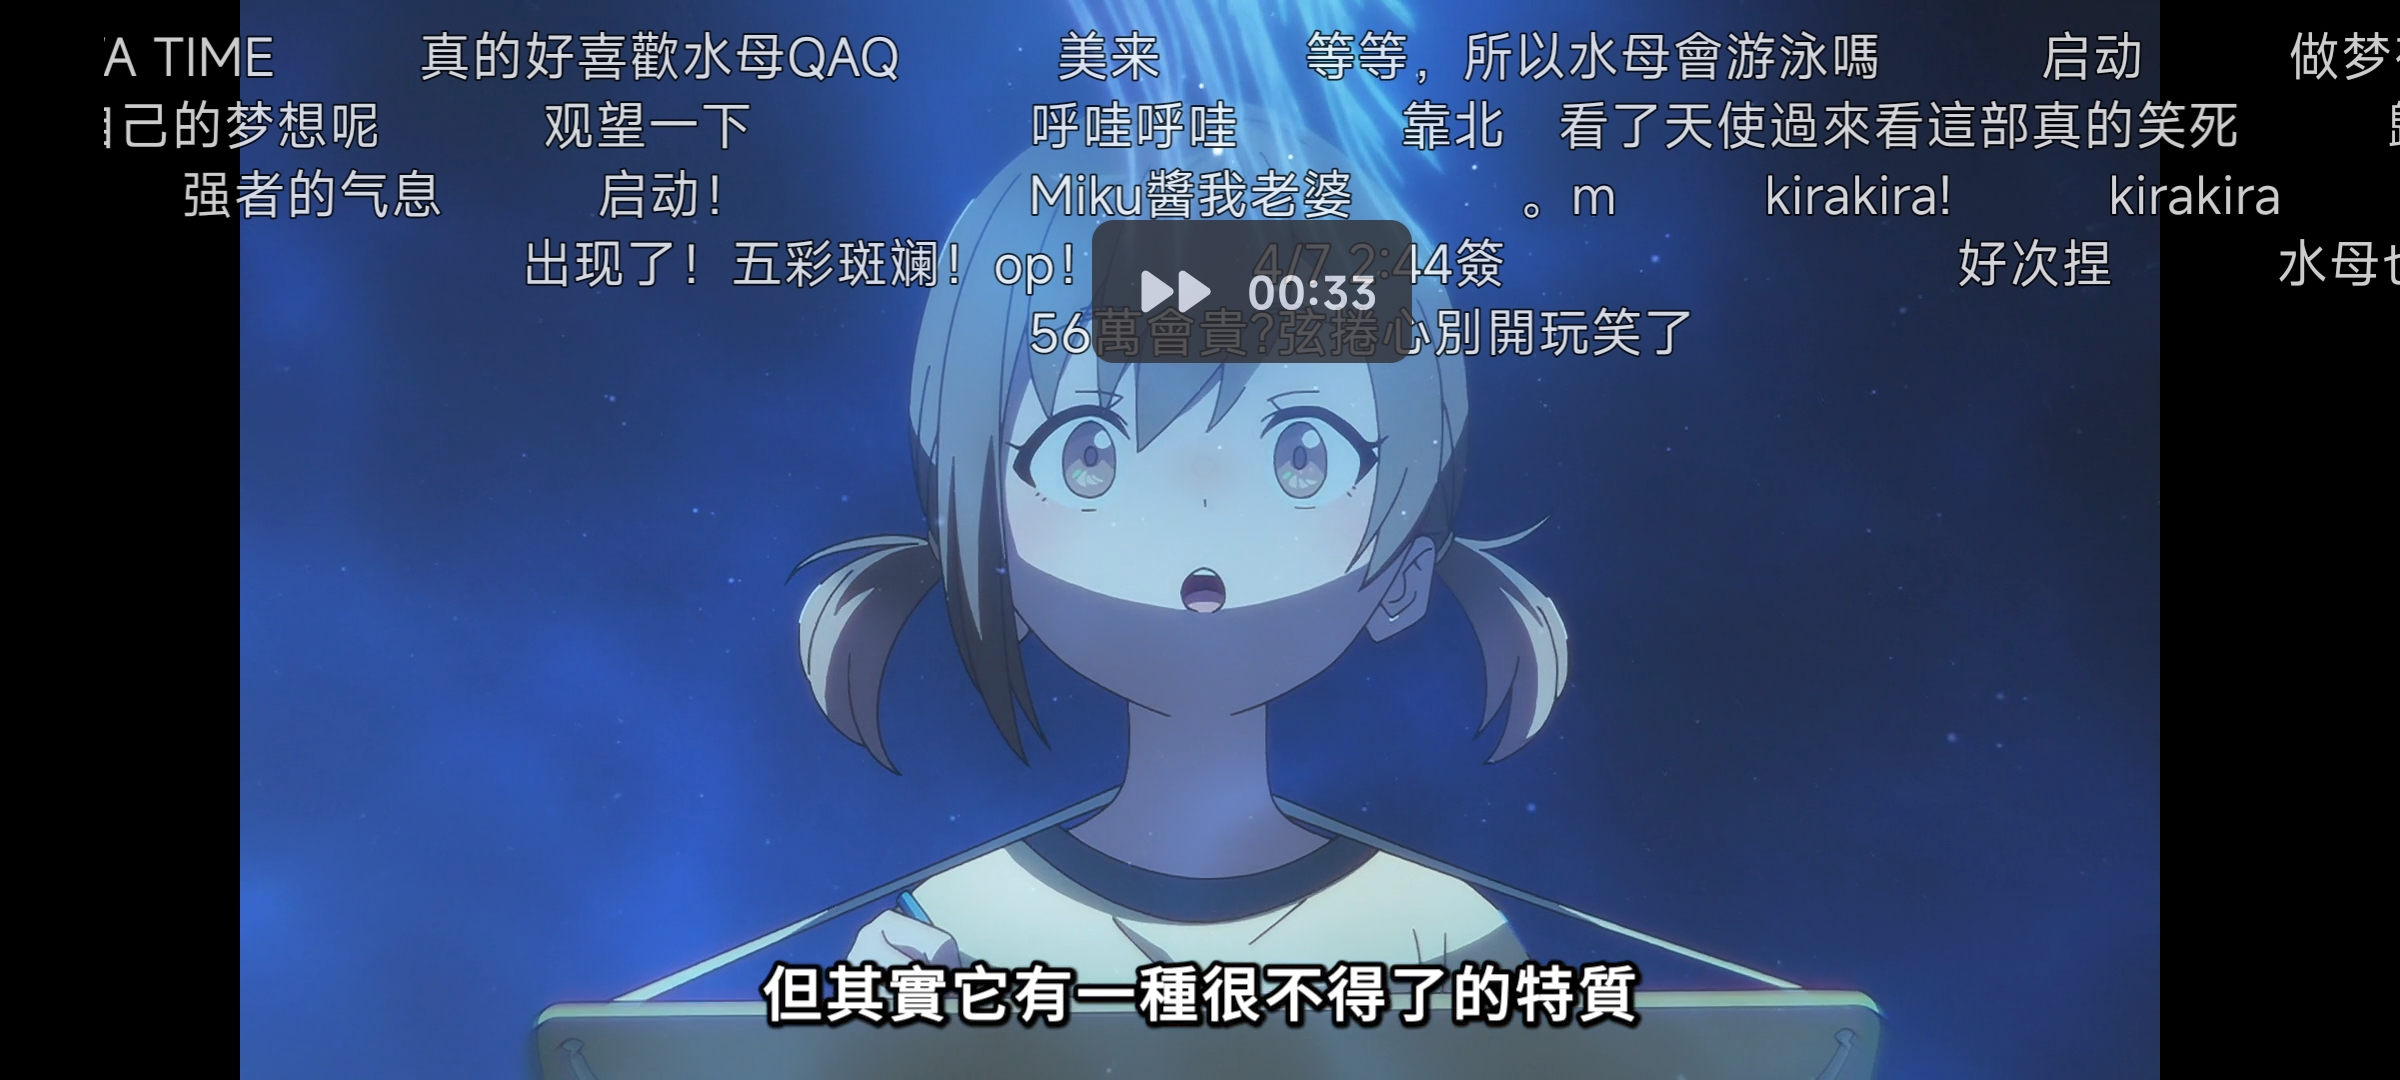 A TIME 真的好喜歡水母QAQ 美来 等等，所以水母會游泳嗎 启动 做梦
己的梦想呢 观望一下 呼哇呼哇 靠北 看了天使過來看這部真的笑死
强者的气息 启动！ Miku醬我老婆 。m kirakira! kirakira
出现了！五彩斑斓！op！ 4/7 2:44簽 好次捏 水母
00:33
56萬會貴?弦捲心別開玩笑了
但其實它有一種很不得了的特質